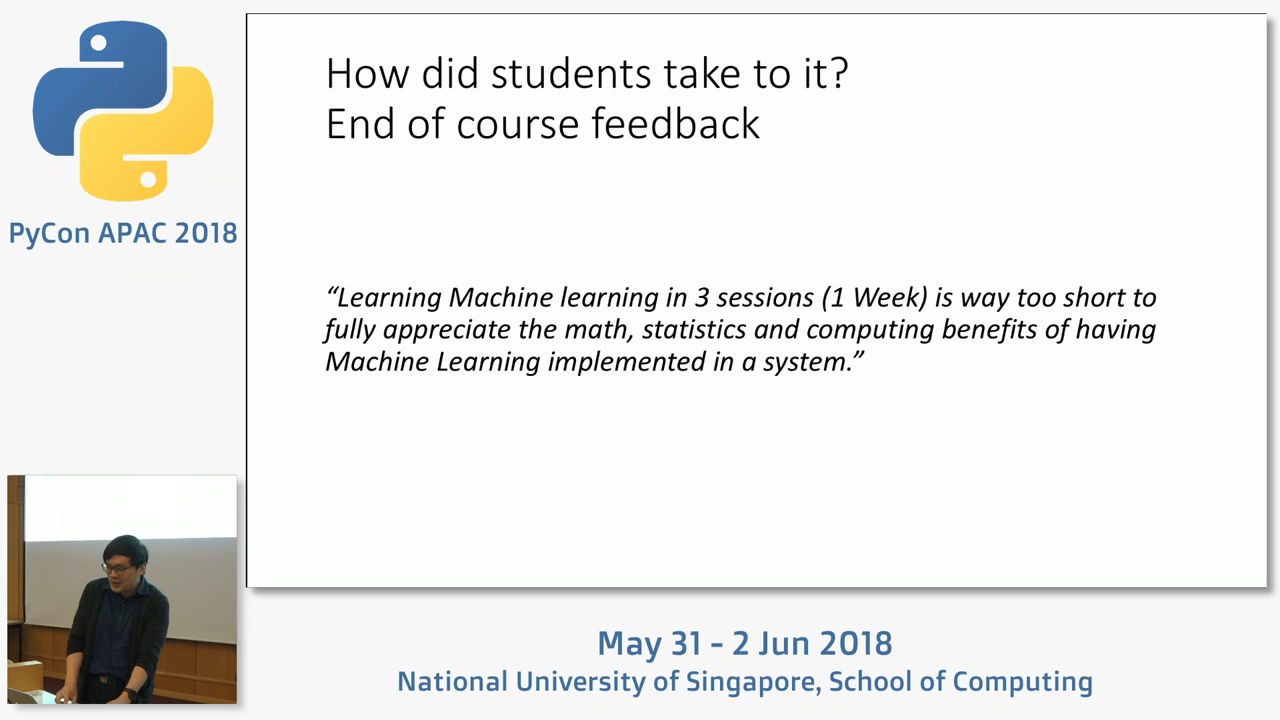 PyCon APAC 2018
How did students take to it?
End of course feedback
“Learning Machine learning in 3 sessions (1 Week) is way too short to
fully appreciate the math, statistics and computing benefits of having
Machine Learning implemented in a system.”
May 31 - 2 Jun 2018
National University of Singapore, School of Computing